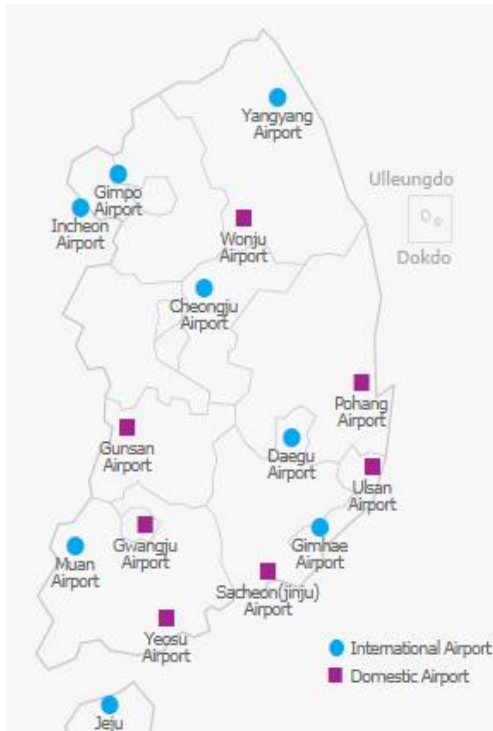 Yangyang
Airport
Gimpo
Airport
Incheon
Airport
Ulleungdo
Dokdo
Wonju
Airport
Cheongju
Airport
Pohang
Airport
Gunsan
Airport
Daegu
Airport
Ulsan
Airport
Gwangju
Airport
Muan
Airport
Gimhae
Airport
Sacheon(jinju)
Airport
Yeosu
Airport
International Airport
Domestic Airport
Jeju